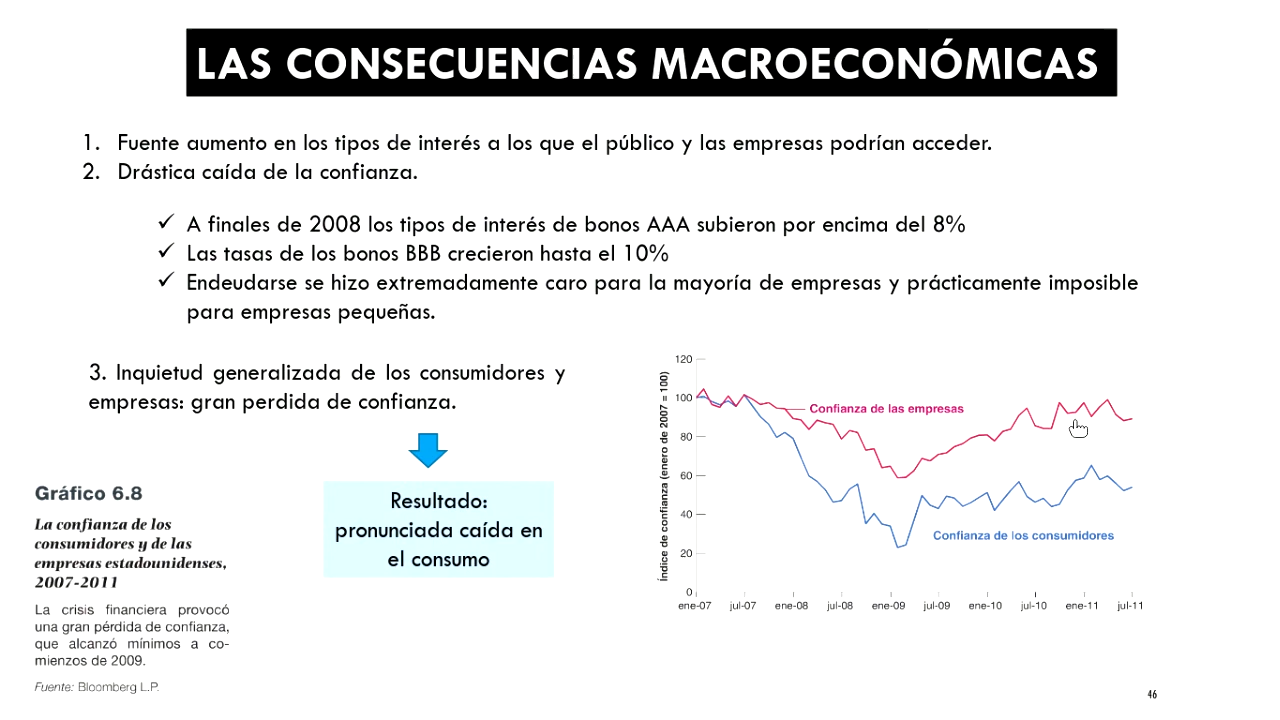 LAS CONSECUENCIAS MACROECONÓMICAS
1. Fuente aumento en los tipos de interés a los que el público y las empresas podrían acceder.
2. Drástica caída de la confianza.
✓ A finales de 2008 los tipos de interés de bonos AAA subieron por encima del 8%
✓ Las tasas de los bonos BBB crecieron hasta el 10%
✓ Endeudarse se hizo extremadamente caro para la mayoría de empresas y prácticamente imposible
para empresas pequeñas.
3. Inquietud generalizada de los consumidores y
empresas: gran perdida de confianza.
Resultado:
pronunciada caída en
el consumo
Gráfico 6.8
La confianza de los
consumidores y de las
empresas estadounidenses,
2007-2011
La crisis financiera provocó
una gran pérdida de confianza,
que alcanzó mínimos a co-
mienzos de 2009.
Fuente: Bloomberg L.P.
Índice de confianza (enero de 2007 = 100)
120
100
80
60
40
20
0
Confianza de las empresas
Confianza de los consumidores
ene-07 jul-07 ene-08 jul-08 ene-09 jul-09 ene-10 jul-10 ene-11 jul-11
46